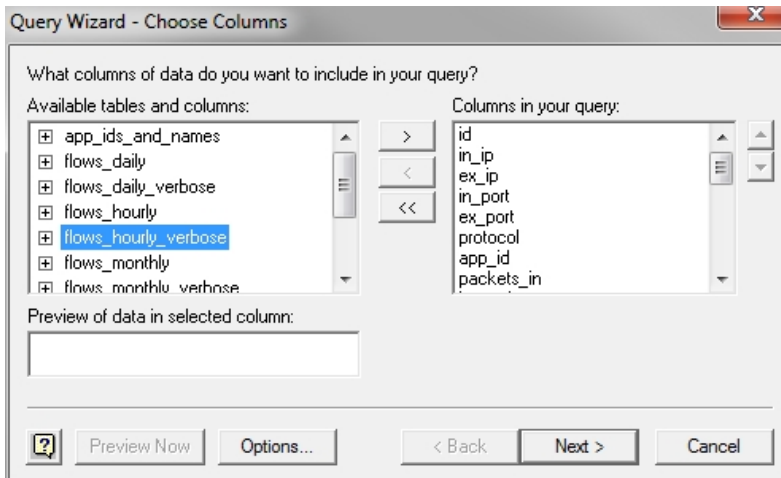 Query Wizard - Choose Columns
What columns of data do you want to include in your query?
Available tables and columns:
app_ids_and_names
flows_daily
flows_daily_verbose
flows_hourly
flows_hourly_verbose
flows_monthly
flows_monthly_verbose
Columns in your query:
id
in_ip
ex_ip
in_port
ex_port
protocol
app_id
packets_in
>
<
<<
Preview of data in selected column:
Preview Now
Options...
< Back
Next >
Cancel